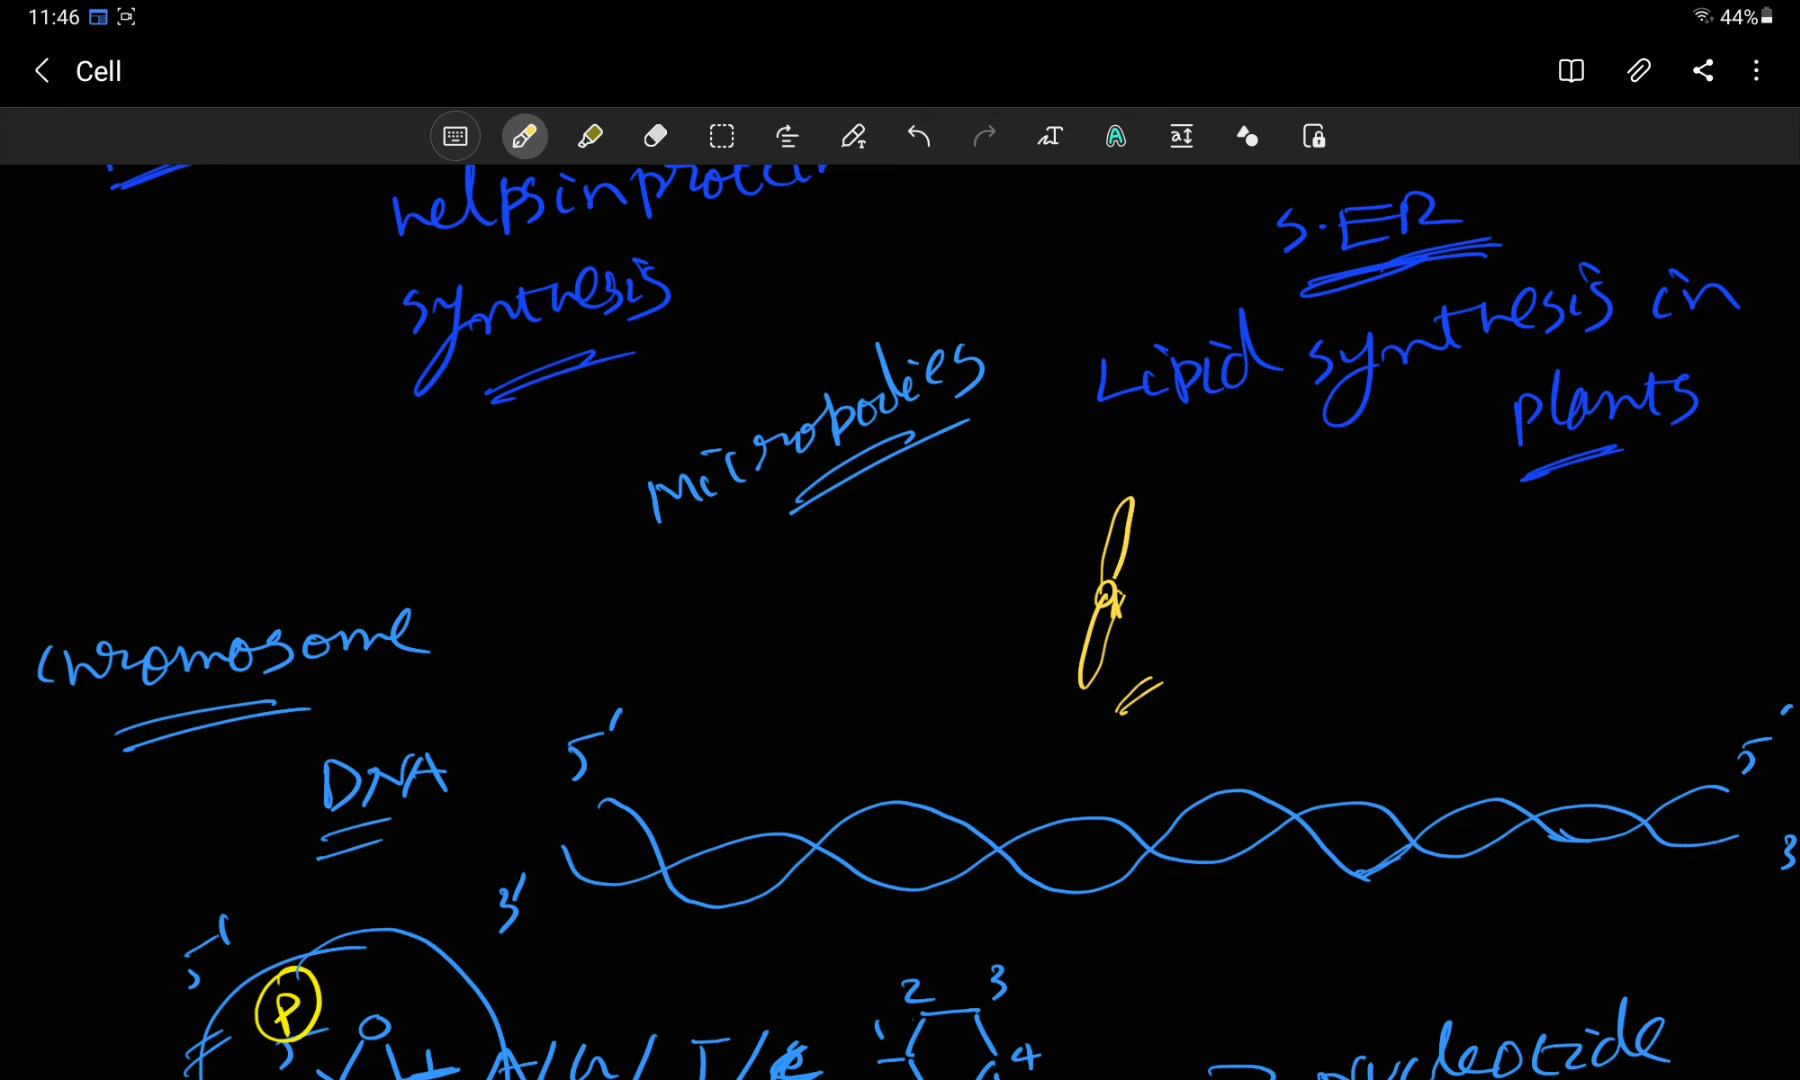 11:46
44%
Cell
helps in protein
synthesis
S.ER
Lipid synthesis in
plants
Microbodies
chromosome
DNA
5'
3'
5'
3
5'
P
A/G/T/C
2 3
1 4
nucleotide